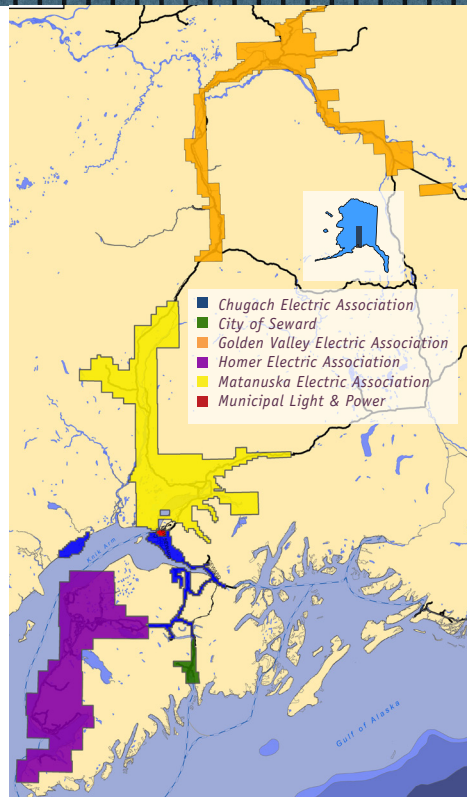 Chugach Electric Association
City of Seward
Golden Valley Electric Association
Homer Electric Association
Matanuska Electric Association
Municipal Light & Power
Knik Arm
Gulf of Alaska